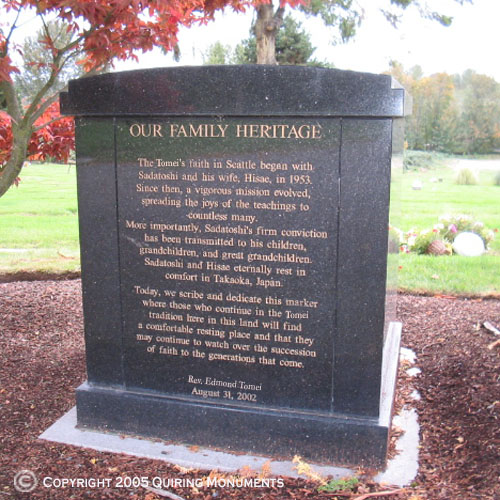 OUR FAMILY HERITAGE
The Tomei's faith in Seattle began with
Sadatoshi and his wife, Hisae, in 1953.
Since then, a vigorous mission evolved,
spreading the joys of the teachings to
countless many.
More importantly, Sadatoshi's firm conviction
has been transmitted to his children,
grandchildren, and great grandchildren.
Sadatoshi and Hisae eternally rest in
comfort in Takaoka, Japan.
Today, we scribe and dedicate this marker
where those who continue in the Tomei
tradition here in this land will find
a comfortable resting place and that they
may continue to watch over the succession
of faith to the generations that come.
Rev. Edmond Tomei
August 31, 2002
© COPYRIGHT 2005 QUIRING MONUMENTS